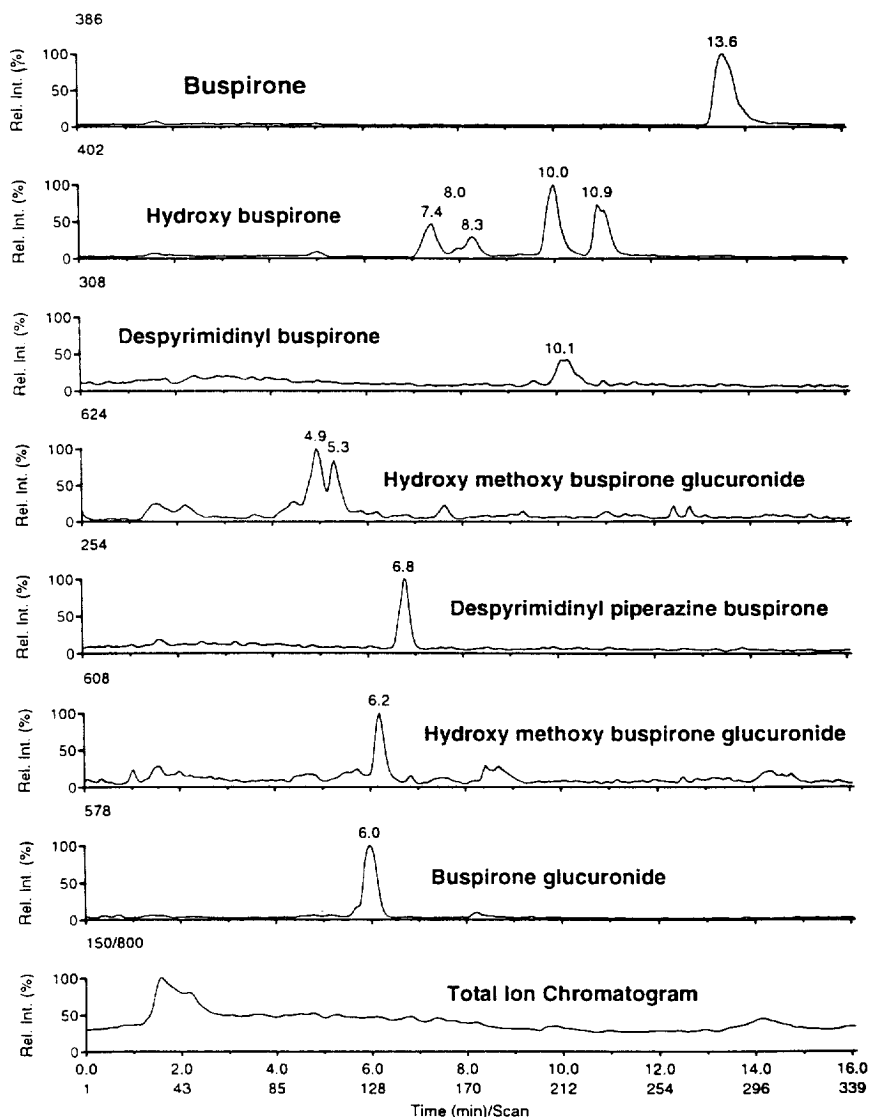 386
Rel. Int. (%)
100
50
0
Buspirone
13.6
402
Rel. Int. (%)
100
50
0
Hydroxy buspirone
7.4
8.0
8.3
10.0
10.9
308
Rel. Int. (%)
100
50
0
Despyrimidinyl buspirone
10.1
624
Rel. Int. (%)
100
50
0
4.9
5.3
Hydroxy methoxy buspirone glucuronide
254
Rel. Int. (%)
100
50
0
6.8
Despyrimidinyl piperazine buspirone
608
Rel. Int. (%)
100
50
0
6.2
Hydroxy methoxy buspirone glucuronide
578
Rel. Int (%)
100
50
0
6.0
Buspirone glucuronide
150/800
Rel. Int. (%)
100
50
0
Total Ion Chromatogram
0.0 2.0 4.0 6.0 8.0 10.0 12.0 14.0 16.0
1 43 85 128 170 212 254 296 339
Time (min)/Scan